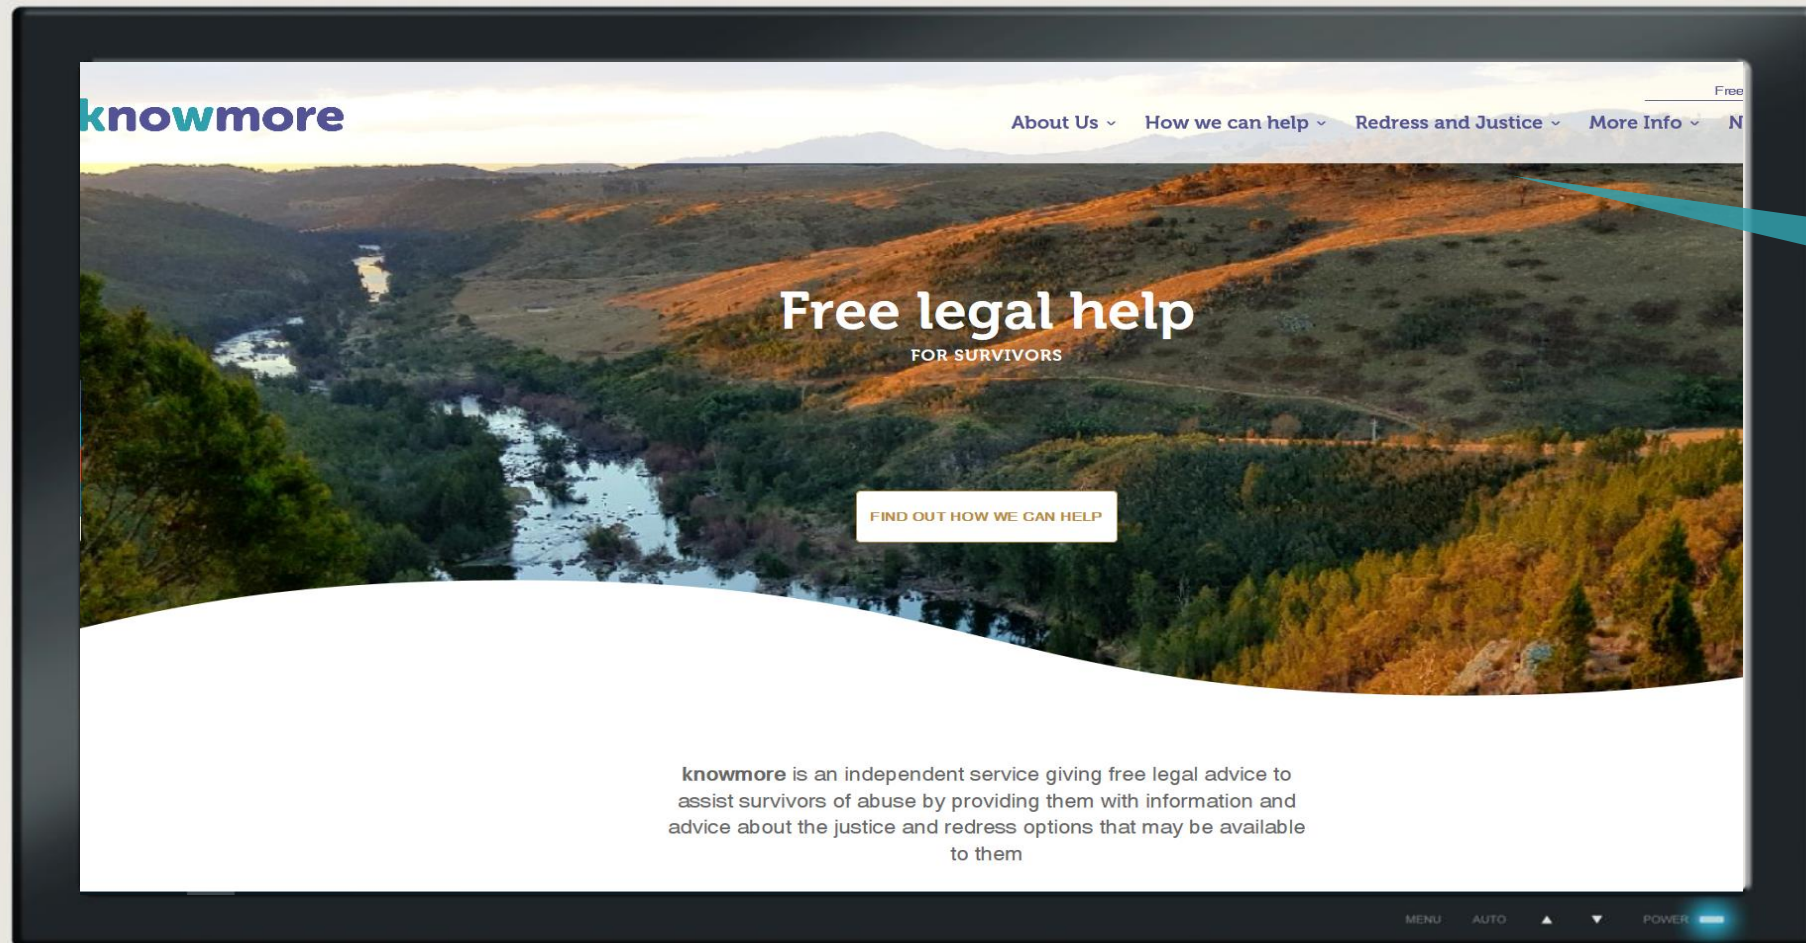 Free
knowmore
About Us How we can help Redress and Justice More Info N
Free legal help
FOR SURVIVORS
FIND OUT HOW WE CAN HELP
knowmore is an independent service giving free legal advice to
assist survivors of abuse by providing them with information and
advice about the justice and redress options that may be available
to them
MENU AUTO POWER